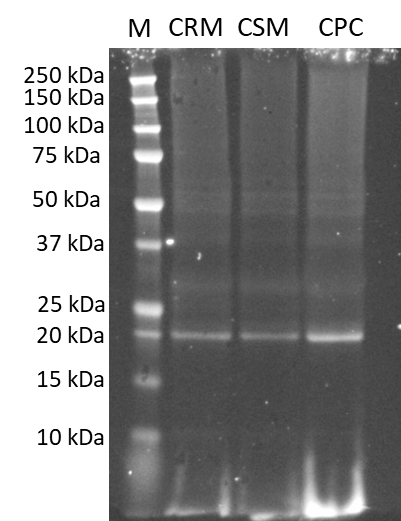 M CRM CSM CPC
250 kDa
150 kDa
100 kDa
75 kDa
50 kDa
37 kDa
25 kDa
20 kDa
15 kDa
10 kDa